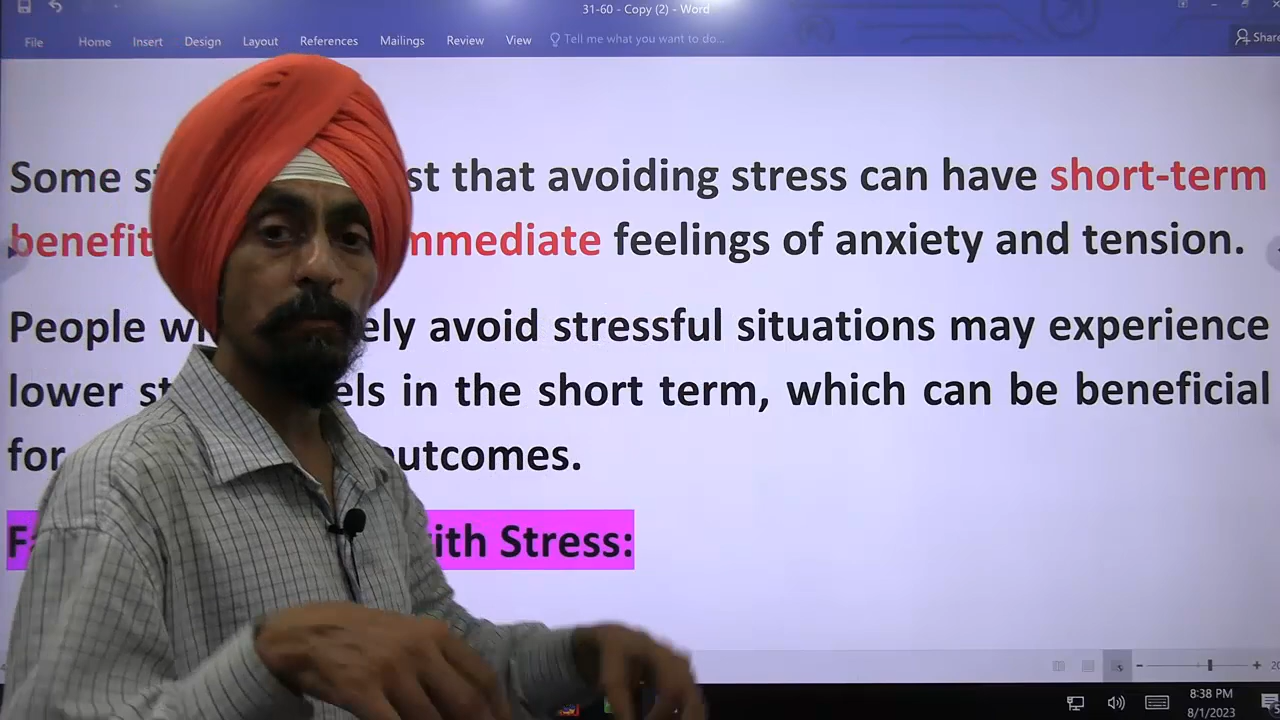 31-60 - Copy (2) - Word
File Home Insert Design Layout References Mailings Review View Tell me what you want to do... Share
Some st that avoiding stress can have short-term
benefit mmediate feelings of anxiety and tension.
People ely avoid stressful situations may experience
lower els in the short term, which can be beneficial
for outcomes.
ith Stress:
8:38 PM
8/1/2023